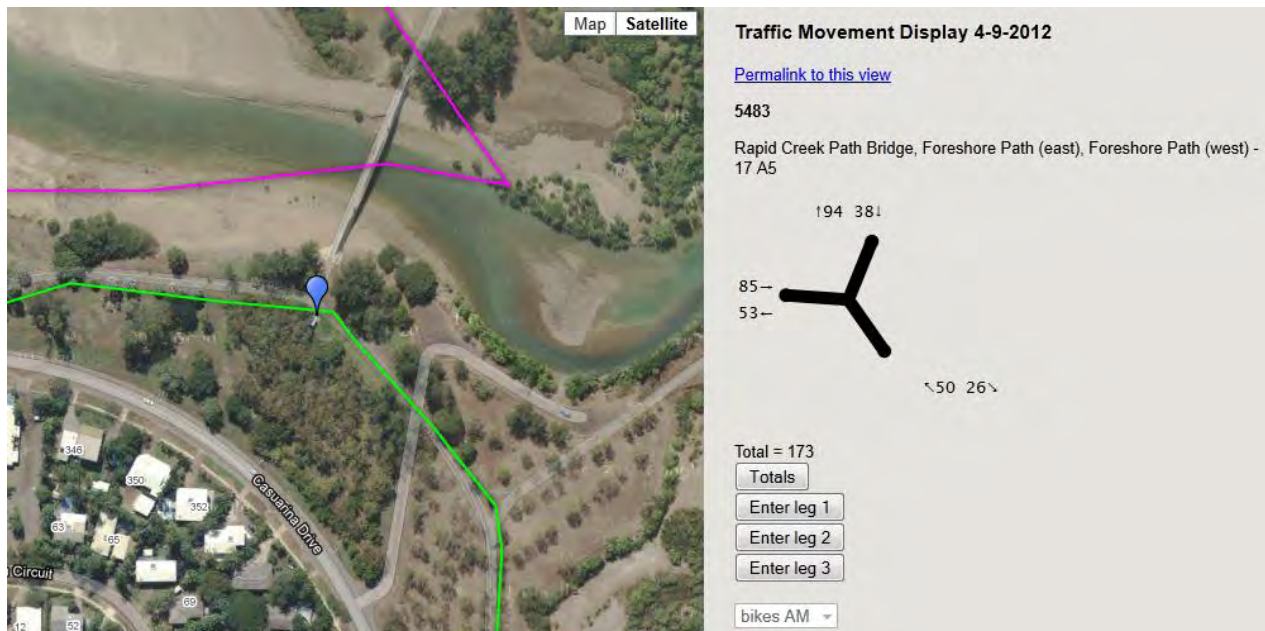 Map Satellite
346
350
352
63
65
Casuarina Drive
n Circuit
69
12
52
Traffic Movement Display 4-9-2012
Permalink to this view
5483
Rapid Creek Path Bridge, Foreshore Path (east), Foreshore Path (west) -
17 A5
↑94 38↓
85→
53←
↖50 26↘
Total = 173
Totals
Enter leg 1
Enter leg 2
Enter leg 3
bikes AM